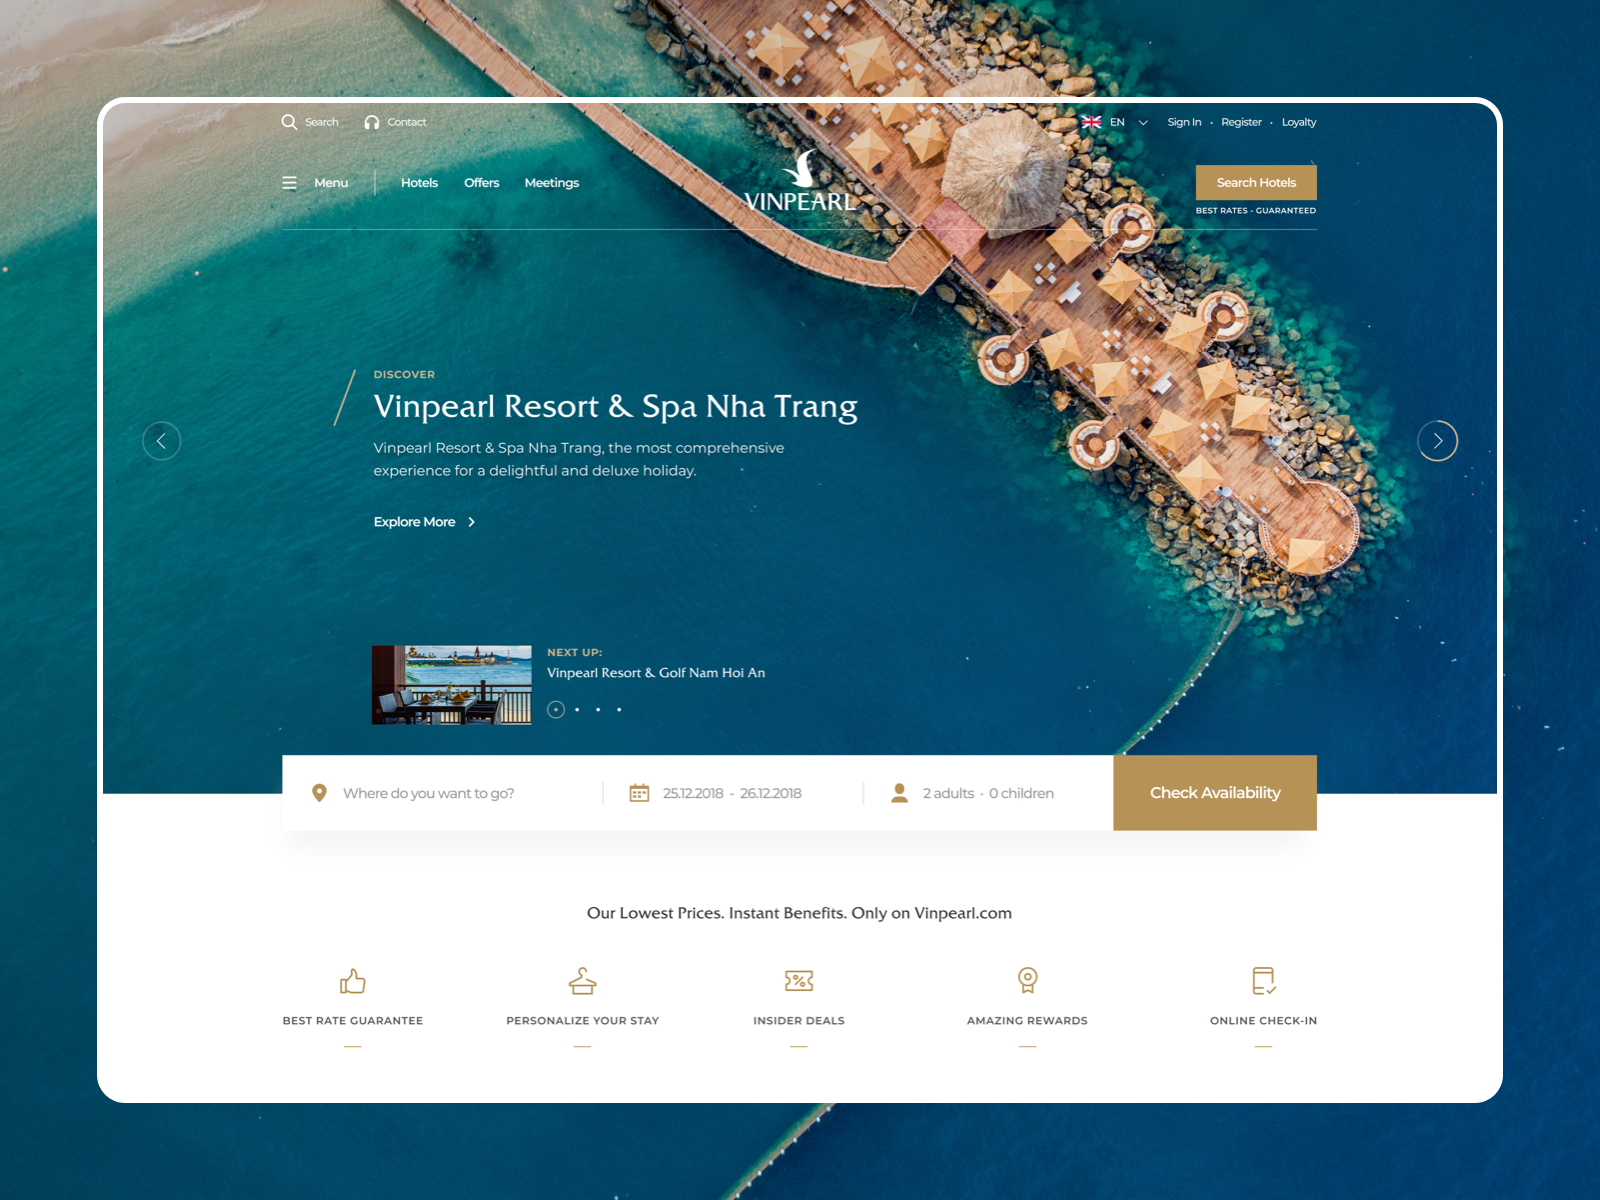 Search
Contact
EN
Sign In · Register · Loyalty
Menu
Hotels
Offers
Meetings
VINPEARL
Search Hotels
BEST RATES - GUARANTEED
DISCOVER
Vinpearl Resort & Spa Nha Trang
Vinpearl Resort & Spa Nha Trang, the most comprehensive
experience for a delightful and deluxe holiday.
Explore More
NEXT UP:
Vinpearl Resort & Golf Nam Hoi An
Where do you want to go?
25.12.2018 - 26.12.2018
2 adults · 0 children
Check Availability
Our Lowest Prices. Instant Benefits. Only on Vinpearl.com
BEST RATE GUARANTEE
PERSONALIZE YOUR STAY
INSIDER DEALS
AMAZING REWARDS
ONLINE CHECK-IN